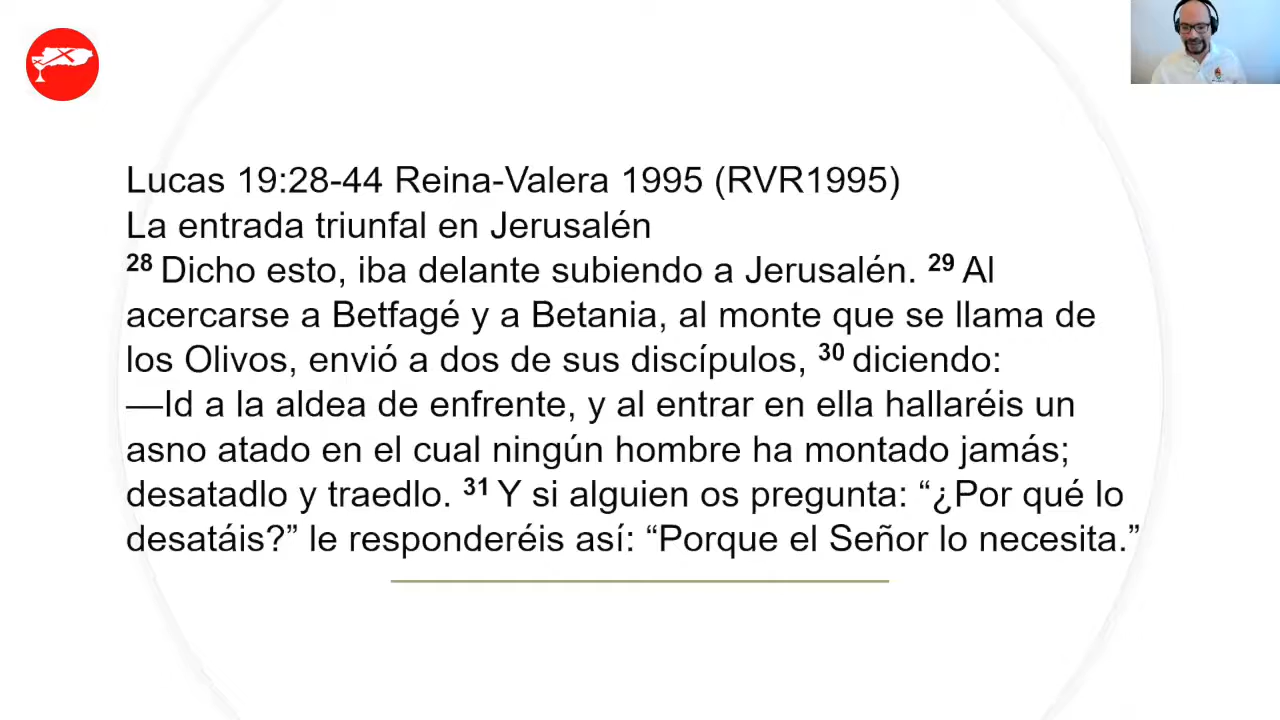 Lucas 19:28-44 Reina-Valera 1995 (RVR1995)
La entrada triunfal en Jerusalén
28 Dicho esto, iba delante subiendo a Jerusalén. 29 Al
acercarse a Betfagé y a Betania, al monte que se llama de
los Olivos, envió a dos de sus discípulos, 30 diciendo:
—Id a la aldea de enfrente, y al entrar en ella hallaréis un
asno atado en el cual ningún hombre ha montado jamás;
desatadlo y traedlo. 31 Y si alguien os pregunta: “¿Por qué lo
desatáis?” le responderéis así: “Porque el Señor lo necesita.”